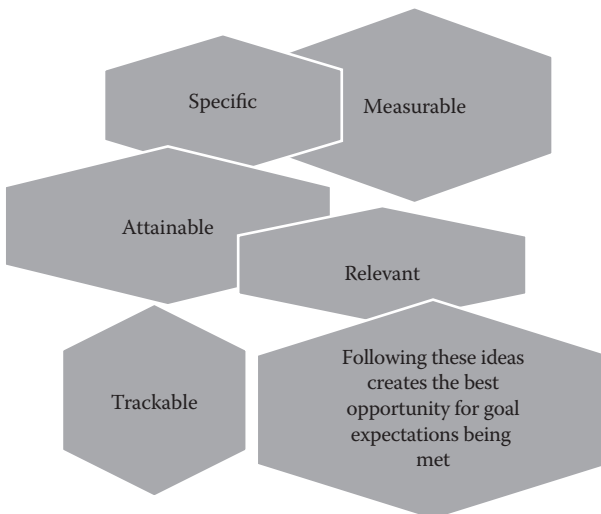 Specific
Measurable
Attainable
Relevant
Trackable
Following these ideas
creates the best
opportunity for goal
expectations being
met